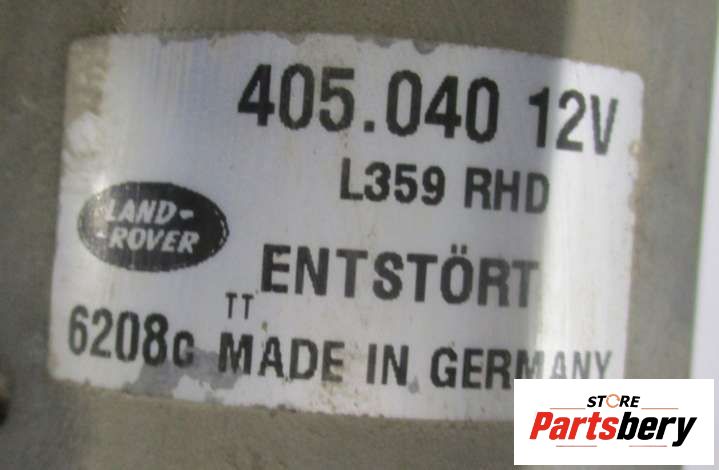 405.040 12V
L359 RHD
LAND-
-ROVER
ENTSTÖRT
TT
6208c MADE IN GERMANY
STORE
Partsbery